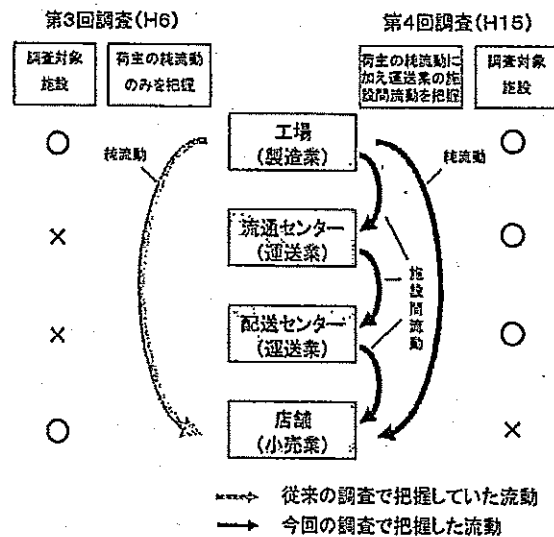 第3回調査(H6)
第4回調査(H15)
調査対象
施設
荷主の純流動
のみを把握
荷主の純流動に
加え運送業の施
設間流動を把握
調査対象
施設
○
純流動
工場
(製造業)
純流動
○
×
流通センター
(運送業)
○
施設間流動
×
配送センター
(運送業)
○
○
店舗
(小売業)
×
従来の調査で把握していた流動
今回の調査で把握した流動